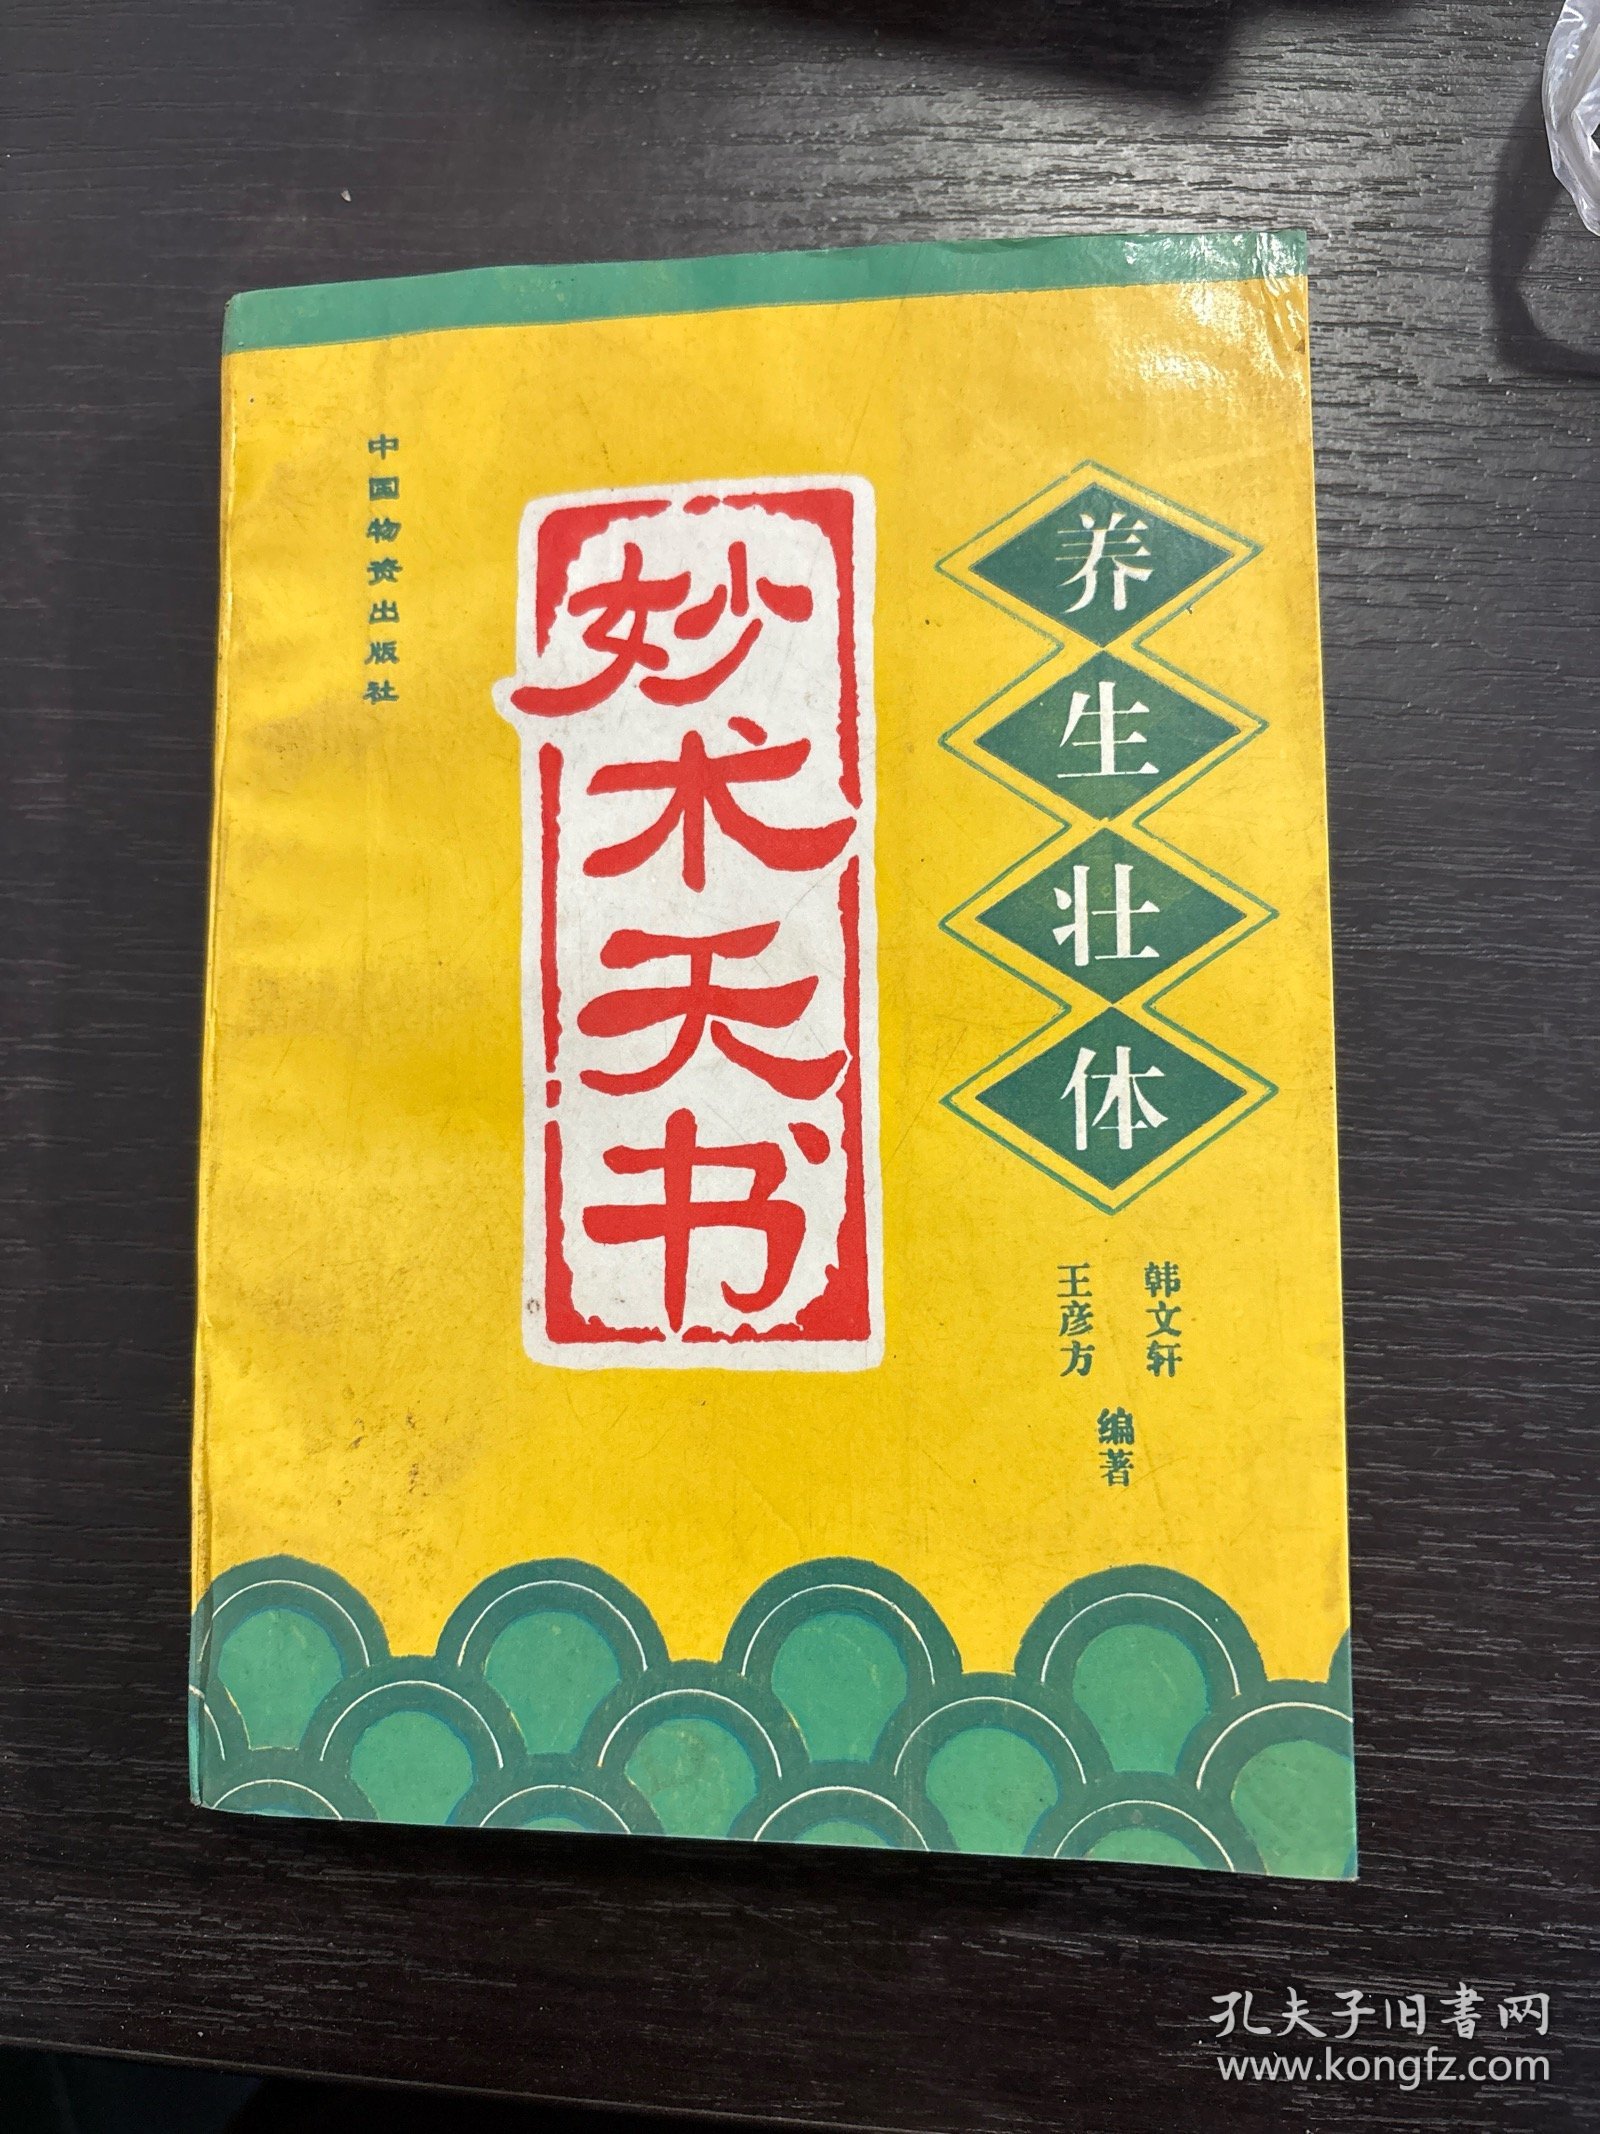 养生壮体
妙术天书
韩文轩
王彦方
编著
中国物资出版社
孔夫子旧書网
www.kongfz.com